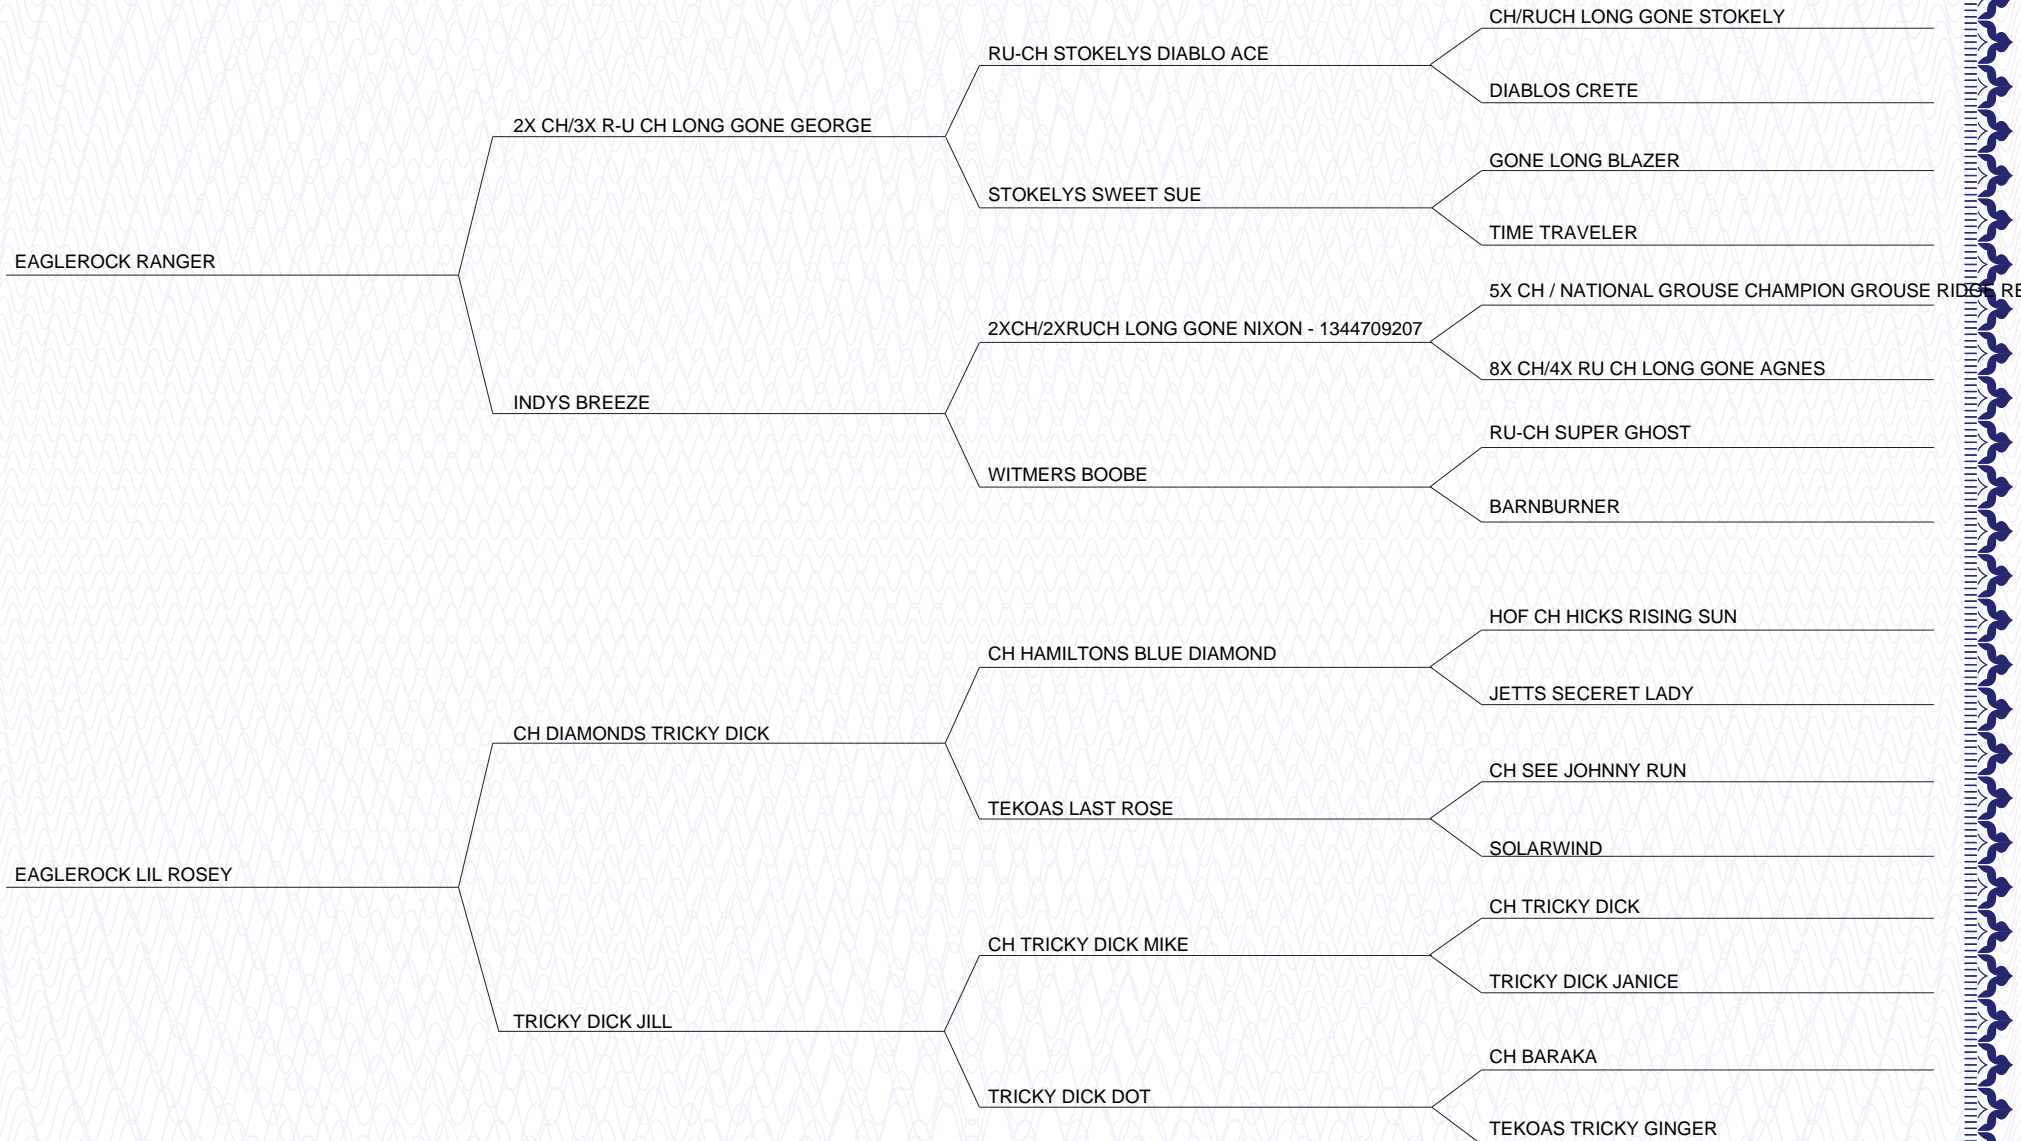 CH/RUCH LONG GONE STOKELY
RU-CH STOKELYS DIABLO ACE
DIABLOS CRETE
2X CH/3X R-U CH LONG GONE GEORGE
GONE LONG BLAZER
STOKELYS SWEET SUE
TIME TRAVELER
EAGLEROCK RANGER
5X CH / NATIONAL GROUSE CHAMPION GROUSE RIDGE
2XCH/2XRUCH LONG GONE NIXON - 1344709207
8X CH/4X RU CH LONG GONE AGNES
INDYS BREEZE
RU-CH SUPER GHOST
WITMERS BOOBE
BARNBURNER
HOF CH HICKS RISING SUN
CH HAMILTONS BLUE DIAMOND
JETTS SECERET LADY
CH DIAMONDS TRICKY DICK
CH SEE JOHNNY RUN
TEKOAS LAST ROSE
SOLARWIND
EAGLEROCK LIL ROSEY
CH TRICKY DICK
CH TRICKY DICK MIKE
TRICKY DICK JANICE
TRICKY DICK JILL
CH BARAKA
TRICKY DICK DOT
TEKOAS TRICKY GINGER